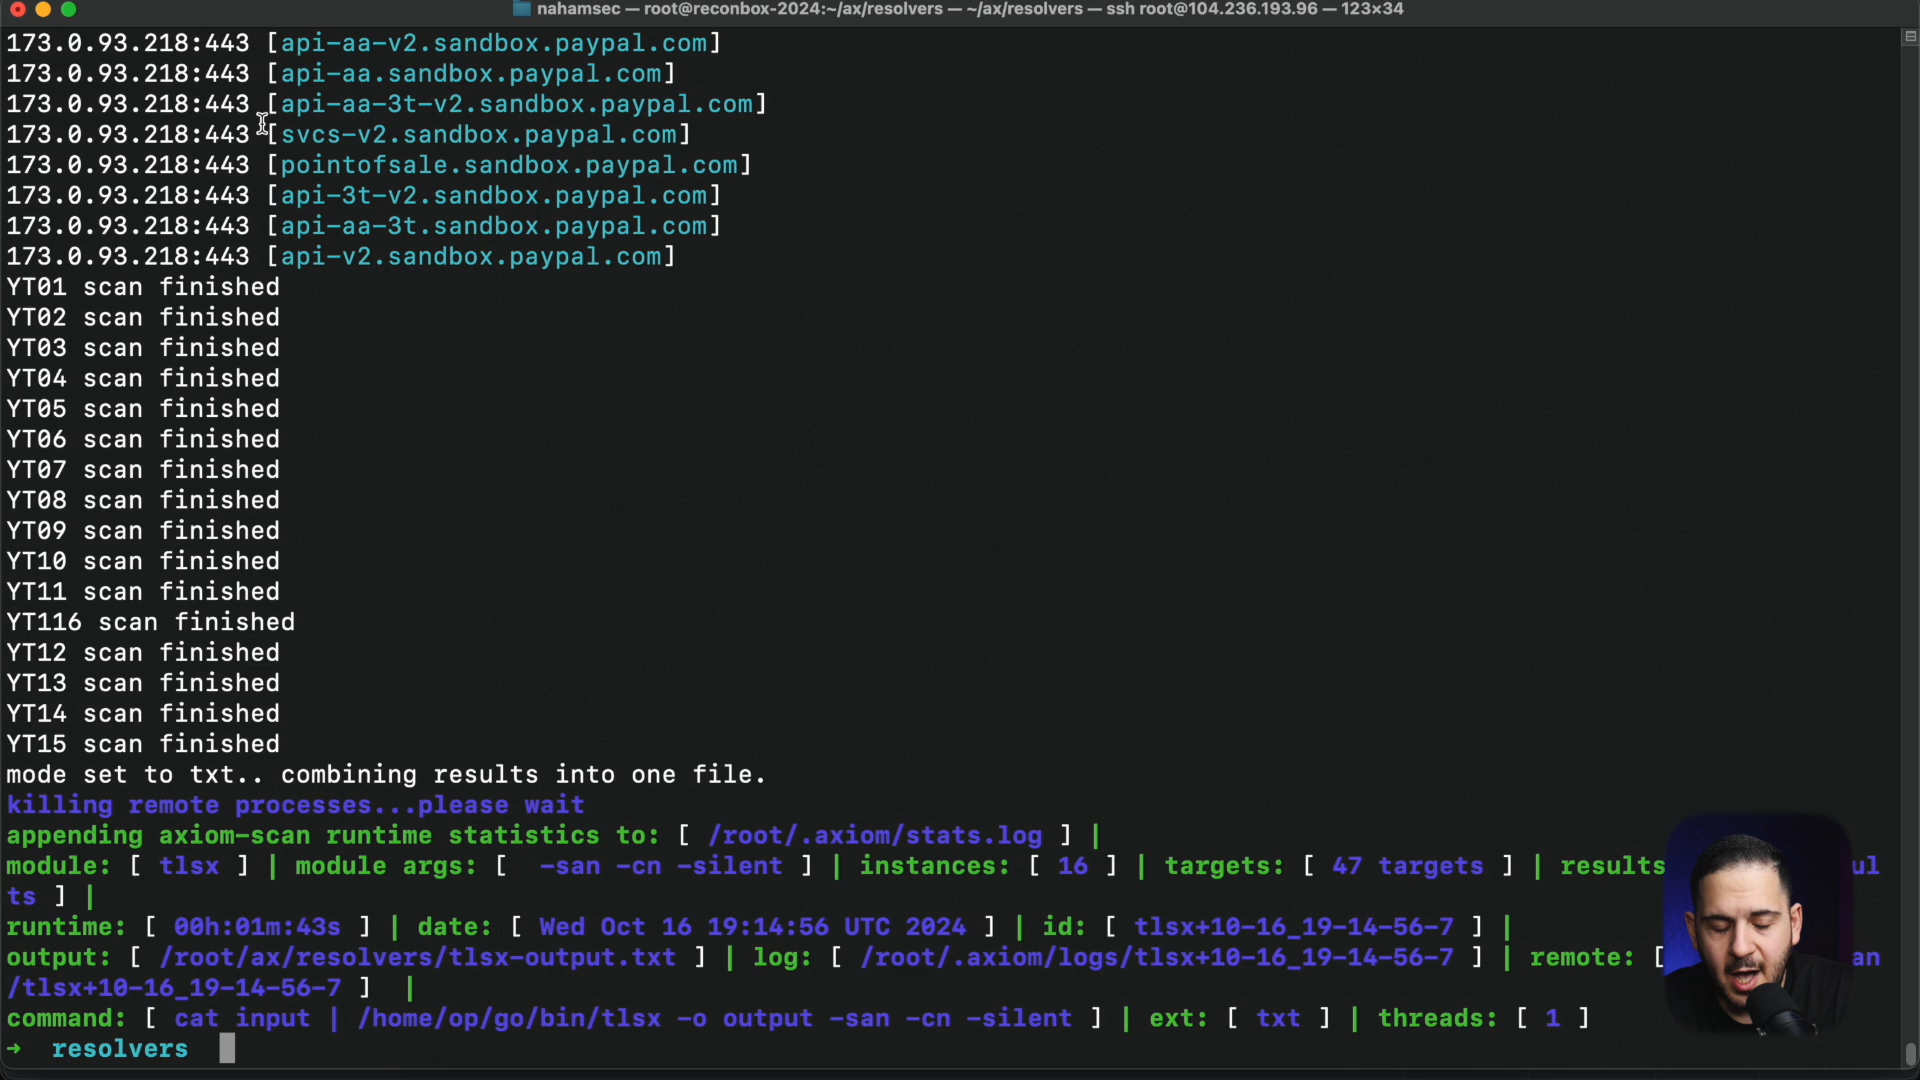 nahamsec — root@reconbox-2024:~/ax/resolvers — ~/ax/resolvers — ssh root@104.236.193.96 — 123×34
173.0.93.218:443 [api-aa-v2.sandbox.paypal.com]
173.0.93.218:443 [api-aa.sandbox.paypal.com]
173.0.93.218:443 [api-aa-3t-v2.sandbox.paypal.com]
173.0.93.218:443 [svcs-v2.sandbox.paypal.com]
173.0.93.218:443 [pointofsale.sandbox.paypal.com]
173.0.93.218:443 [api-3t-v2.sandbox.paypal.com]
173.0.93.218:443 [api-aa-3t.sandbox.paypal.com]
173.0.93.218:443 [api-v2.sandbox.paypal.com]
YT01 scan finished
YT02 scan finished
YT03 scan finished
YT04 scan finished
YT05 scan finished
YT06 scan finished
YT07 scan finished
YT08 scan finished
YT09 scan finished
YT10 scan finished
YT11 scan finished
YT116 scan finished
YT12 scan finished
YT13 scan finished
YT14 scan finished
YT15 scan finished
mode set to txt.. combining results into one file.
killing remote processes...please wait
appending axiom-scan runtime statistics to: [ /root/.axiom/stats.log ] |
module: [ tlsx ] | module args: [ -san -cn -silent ] | instances: [ 16 ] | targets: [ 47 targets ] | results ul
ts ] |
runtime: [ 00h:01m:43s ] | date: [ Wed Oct 16 19:14:56 UTC 2024 ] | id: [ tlsx+10-16_19-14-56-7 ] |
output: [ /root/ax/resolvers/tlsx-output.txt ] | log: [ /root/.axiom/logs/tlsx+10-16_19-14-56-7 ] | remote: [ an
/tlsx+10-16_19-14-56-7 ] |
command: [ cat input | /home/op/go/bin/tlsx -o output -san -cn -silent ] | ext: [ txt ] | threads: [ 1 ]
→ resolvers